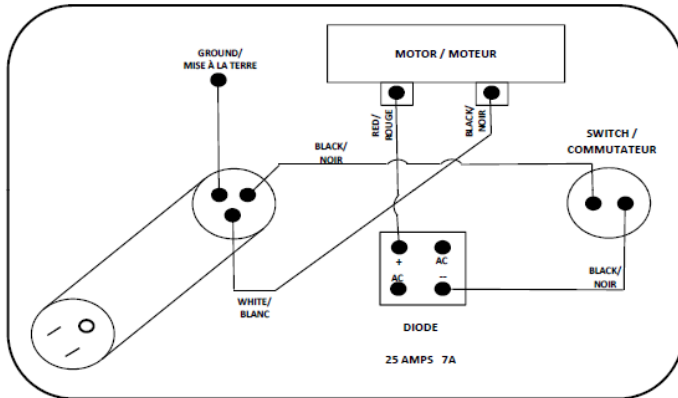 GROUND/
MISE À LA TERRE
MOTOR / MOTEUR
RED/
ROUGE
BLACK/
NOIR
SWITCH /
COMMUTATEUR
BLACK/
NOIR
+
AC
AC
--
BLACK/
NOIR
WHITE/
BLANC
DIODE
25 AMPS 7A